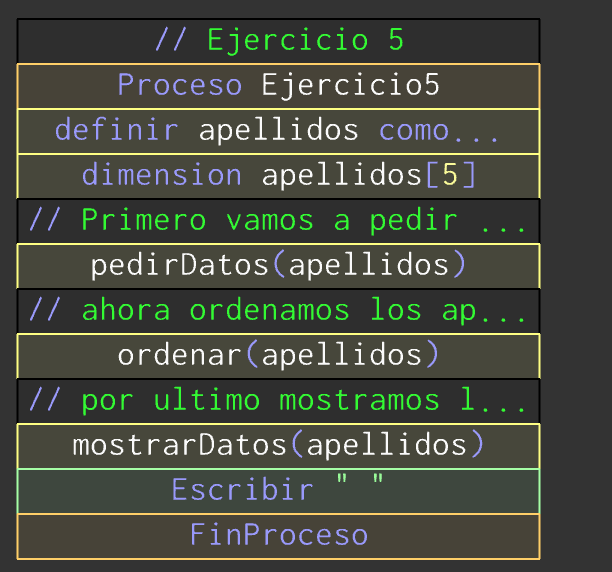 // Ejercicio 5
Proceso Ejercicio5
definir apellidos como...
dimension apellidos[5]
// Primero vamos a pedir ...
pedirDatos(apellidos)
// ahora ordenamos los ap...
ordenar(apellidos)
// por ultimo mostramos l...
mostrarDatos(apellidos)
Escribir " "
FinProceso